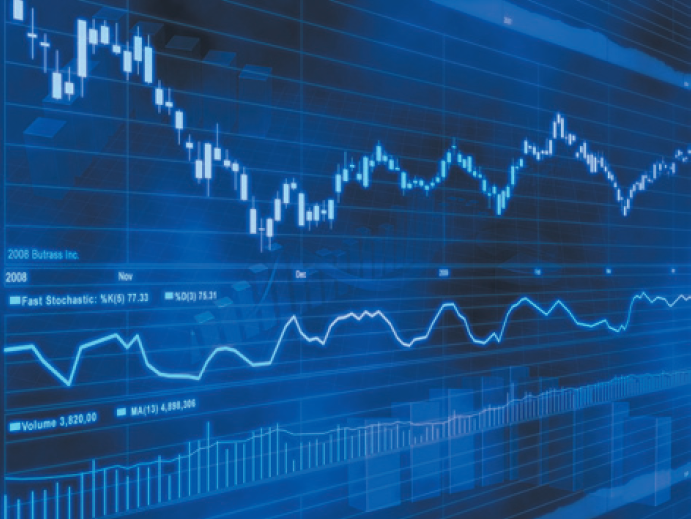 2008 Butrass Inc.
2008 Nov Dec 2009
Fast Stochastic: %K(5) 77.33 %D(3) 75.31
Volume 3,820,00 MA(13) 4,898,306